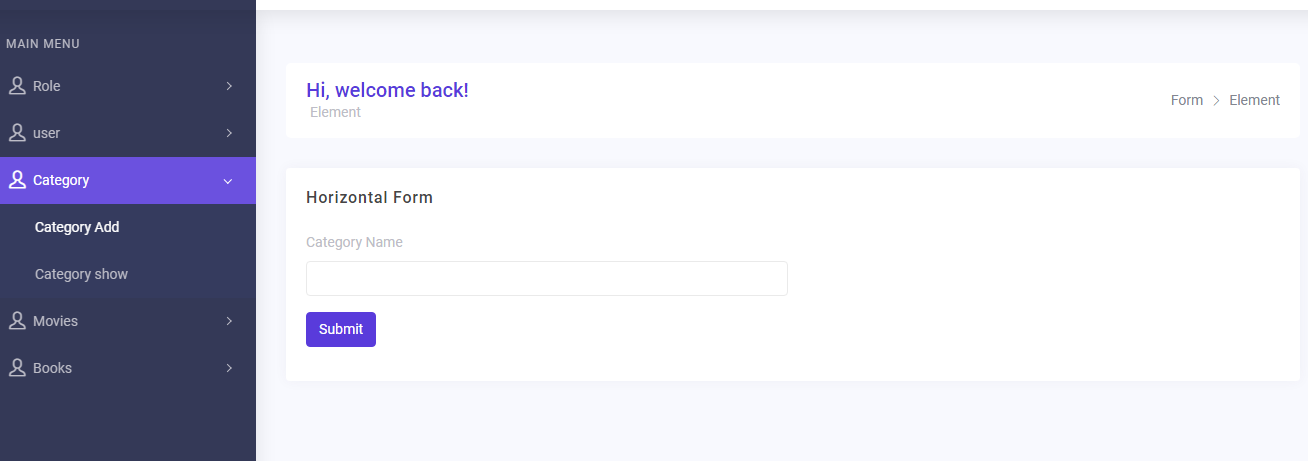 MAIN MENU
Role
user
Category
Category Add
Category show
Movies
Books
Hi, welcome back!
Element
Form > Element
Horizontal Form
Category Name
Submit